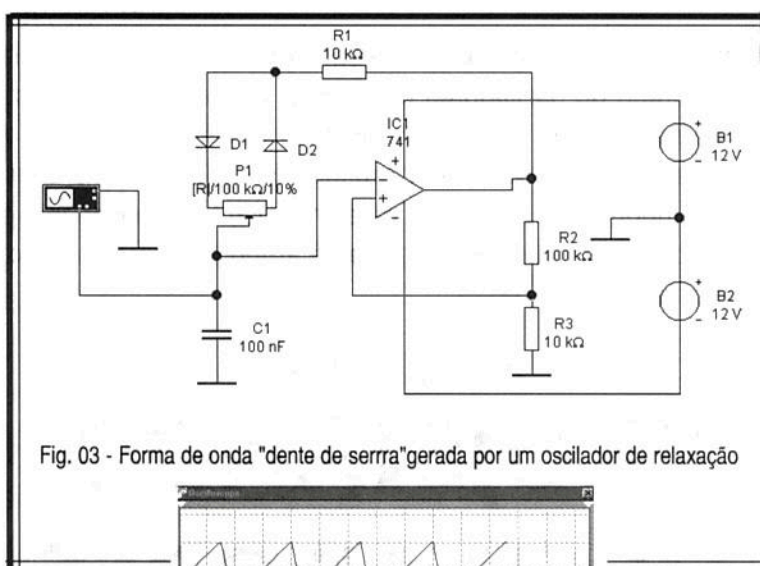 R1
10 kΩ
IC1
741
+
B1
12 V
D1
D2
P1
[R]/100 kΩ/10%
R2
100 kΩ
B2
12 V
C1
100 nF
R3
10 kΩ
Fig. 03 - Forma de onda "dente de serrra"gerada por um oscilador de relaxação